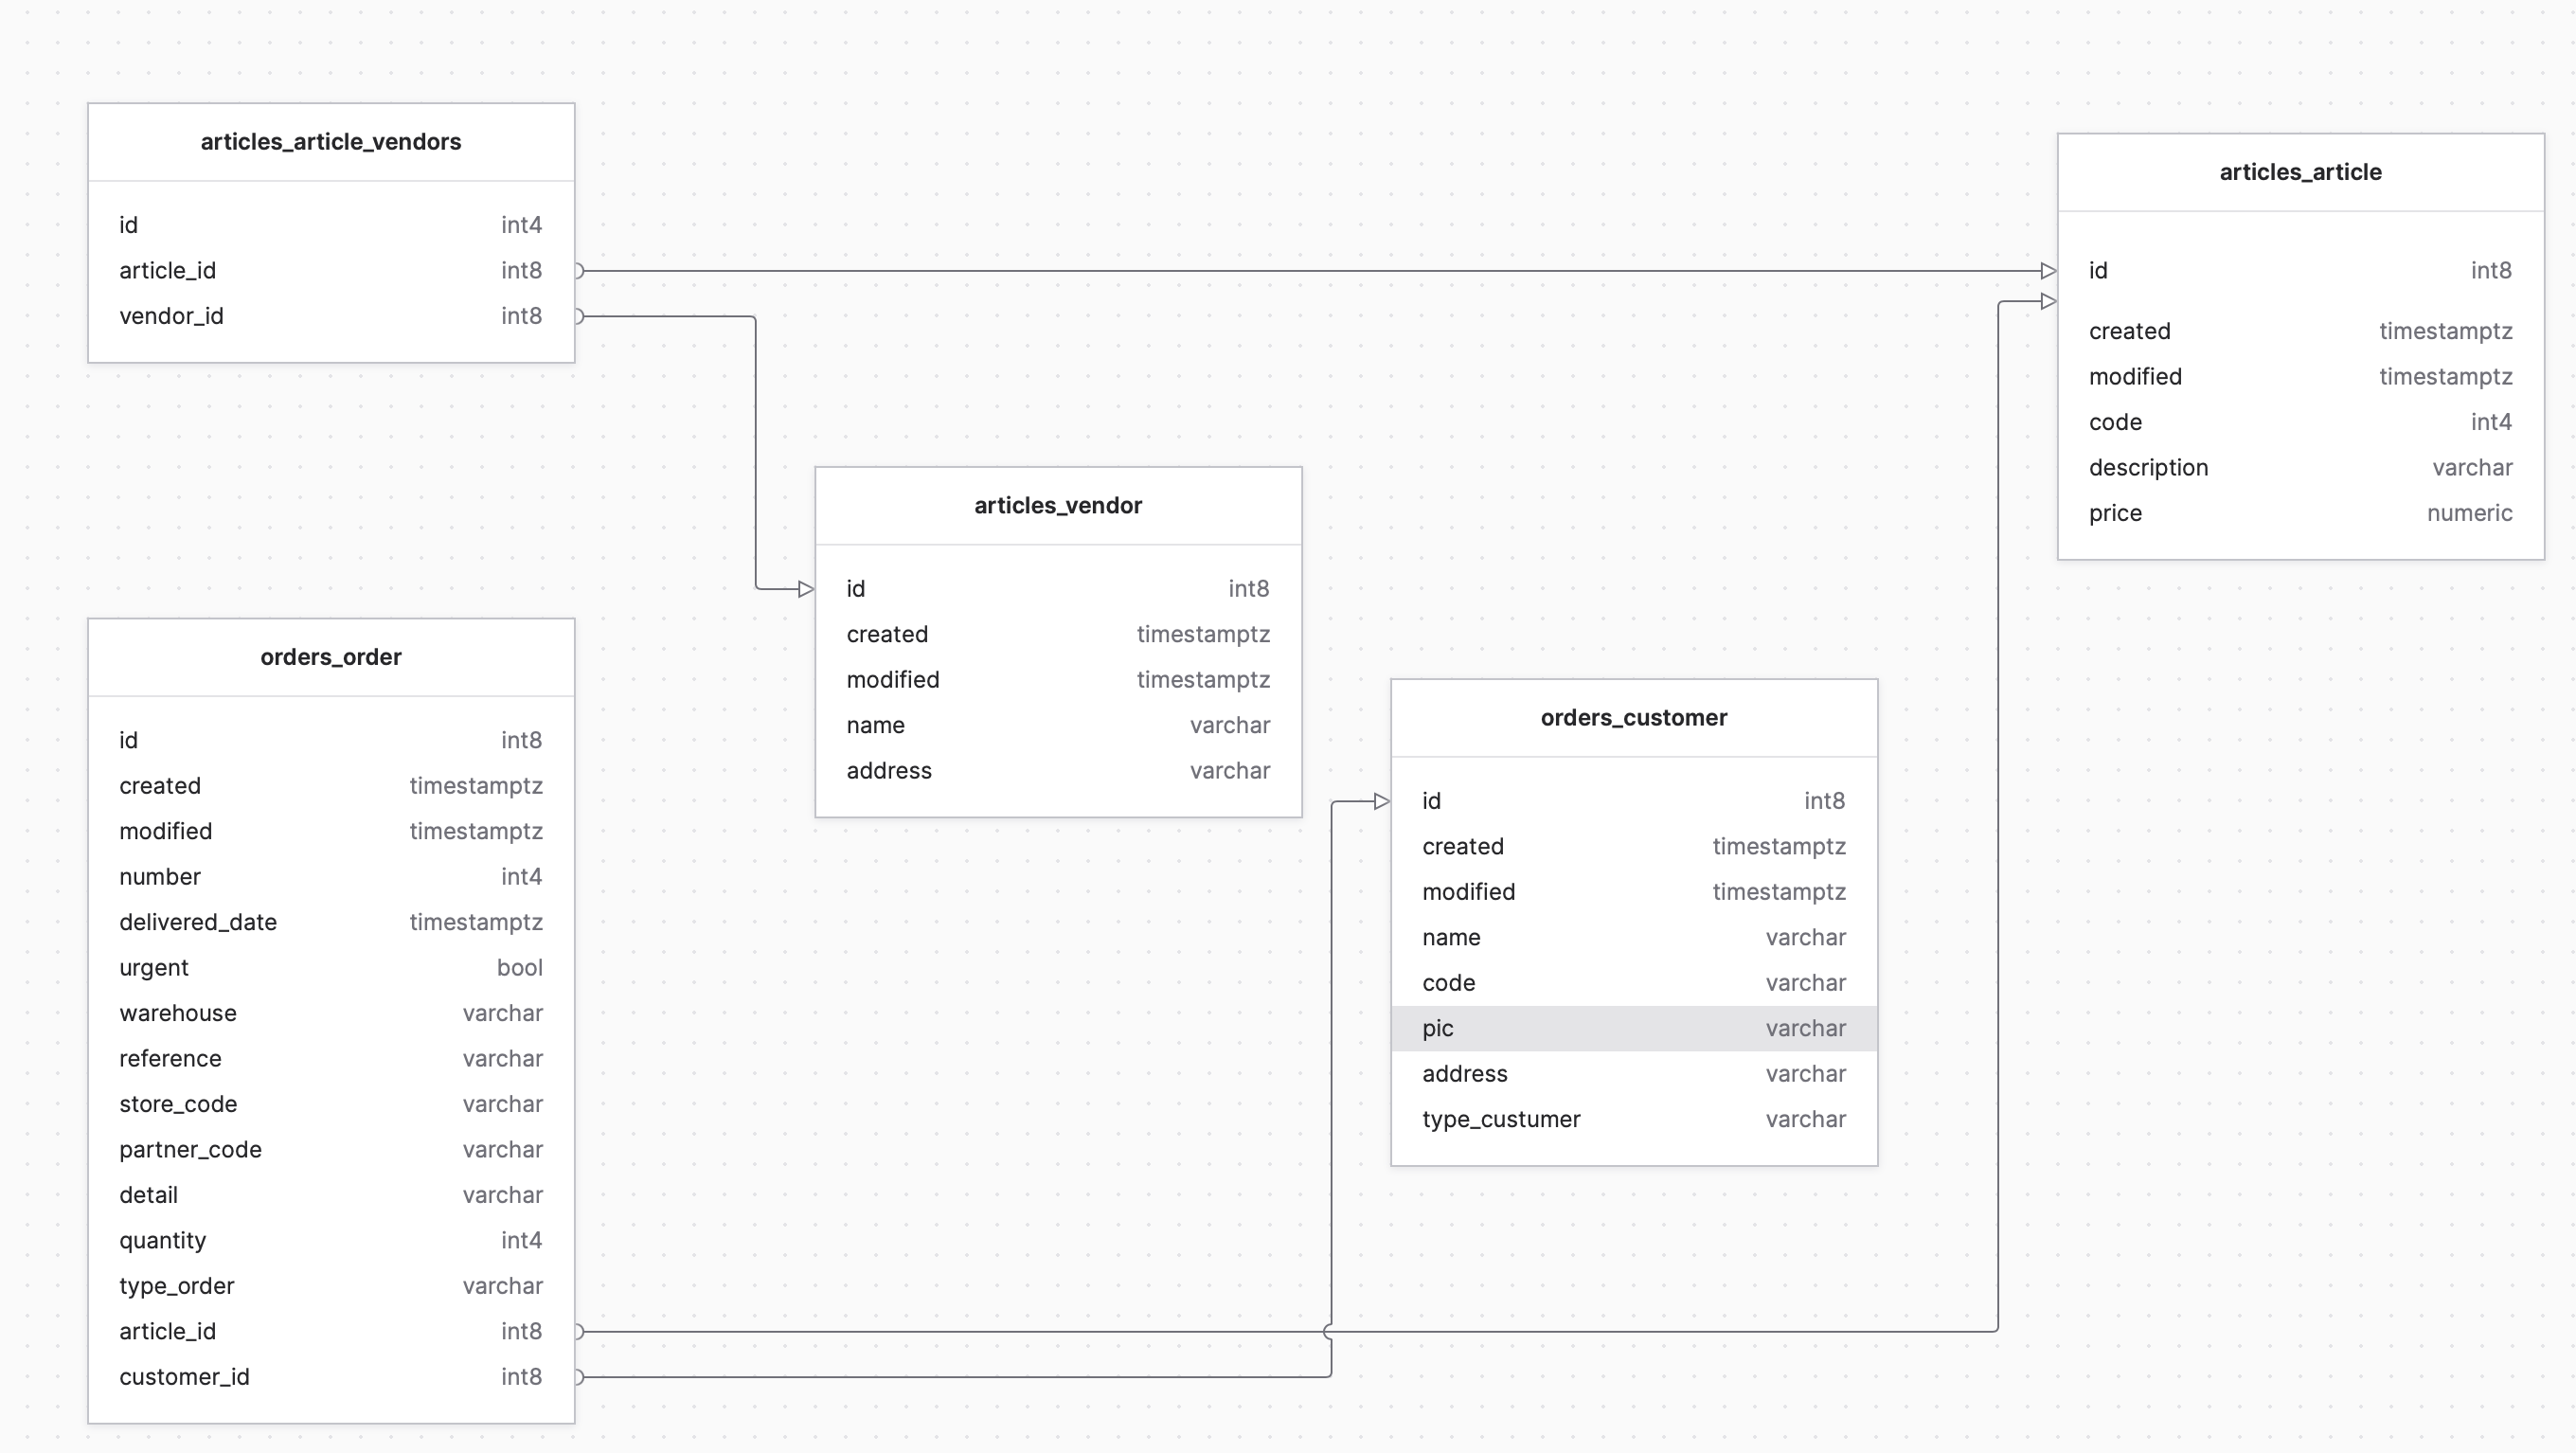 articles_article_vendors
id int4
article_id int8
vendor_id int8
articles_article
id int8
created timestamptz
modified timestamptz
code int4
description varchar
price numeric
articles_vendor
id int8
created timestamptz
modified timestamptz
name varchar
address varchar
orders_order
id int8
created timestamptz
modified timestamptz
number int4
delivered_date timestamptz
urgent bool
warehouse varchar
reference varchar
store_code varchar
partner_code varchar
detail varchar
quantity int4
type_order varchar
article_id int8
customer_id int8
orders_customer
id int8
created timestamptz
modified timestamptz
name varchar
code varchar
pic varchar
address varchar
type_custumer varchar